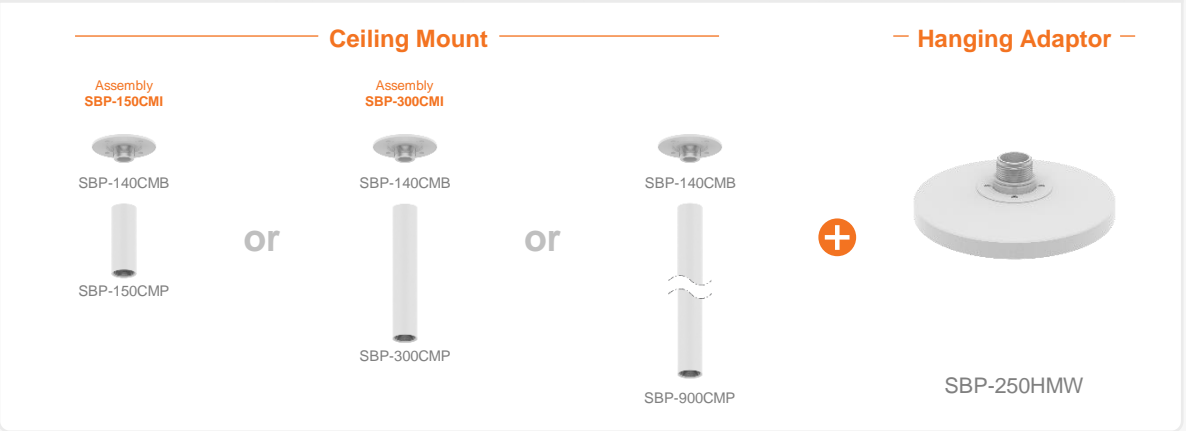 Ceiling Mount
Hanging Adaptor
Assembly
SBP-150CMI
Assembly
SBP-300CMI
SBP-140CMB
SBP-140CMB
SBP-140CMB
or
or
SBP-150CMP
SBP-300CMP
SBP-900CMP
SBP-250HMW